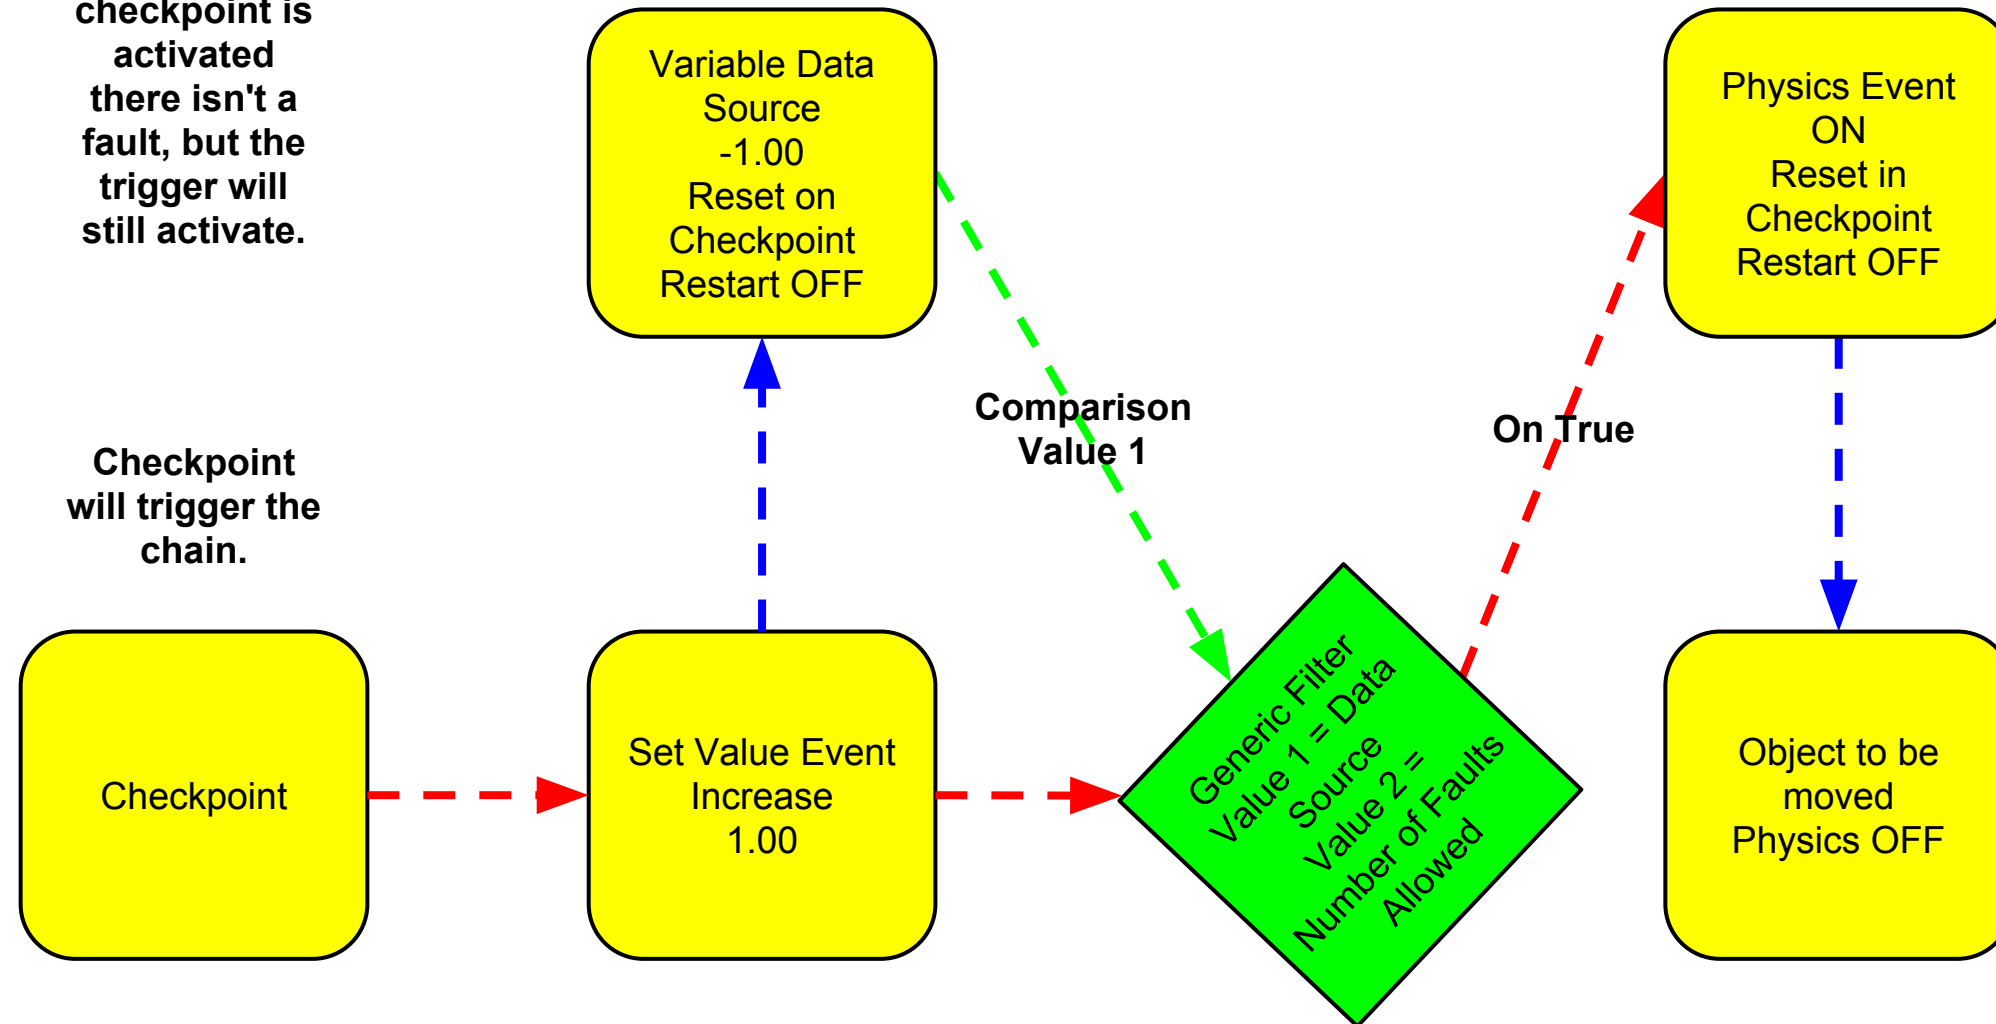 checkpoint is
activated
there isn't a
fault, but the
trigger will
still activate.
Variable Data
Source
-1.00
Reset on
Checkpoint
Restart OFF
Physics Event
ON
Reset in
Checkpoint
Restart OFF
Comparison
Value 1
On True
Checkpoint
will trigger the
chain.
Checkpoint
Set Value Event
Increase
1.00
Generic Filter
Value 1 = Data
Source
Value 2 =
Number of Faults
Allowed
Object to be
moved
Physics OFF